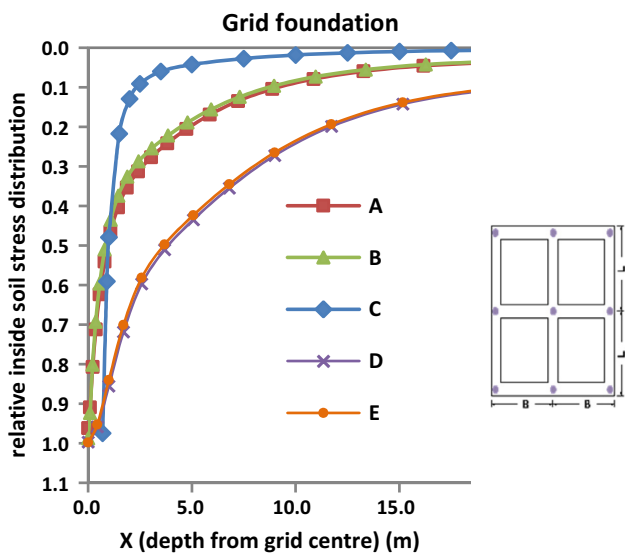 Grid foundation
relative inside soil stress distribution
0.0
0.1
0.2
0.3
0.4
0.5
0.6
0.7
0.8
0.9
1.0
1.1
0.0 5.0 10.0 15.0
X (depth from grid centre) (m)
A
B
C
D
E
L
L
B B